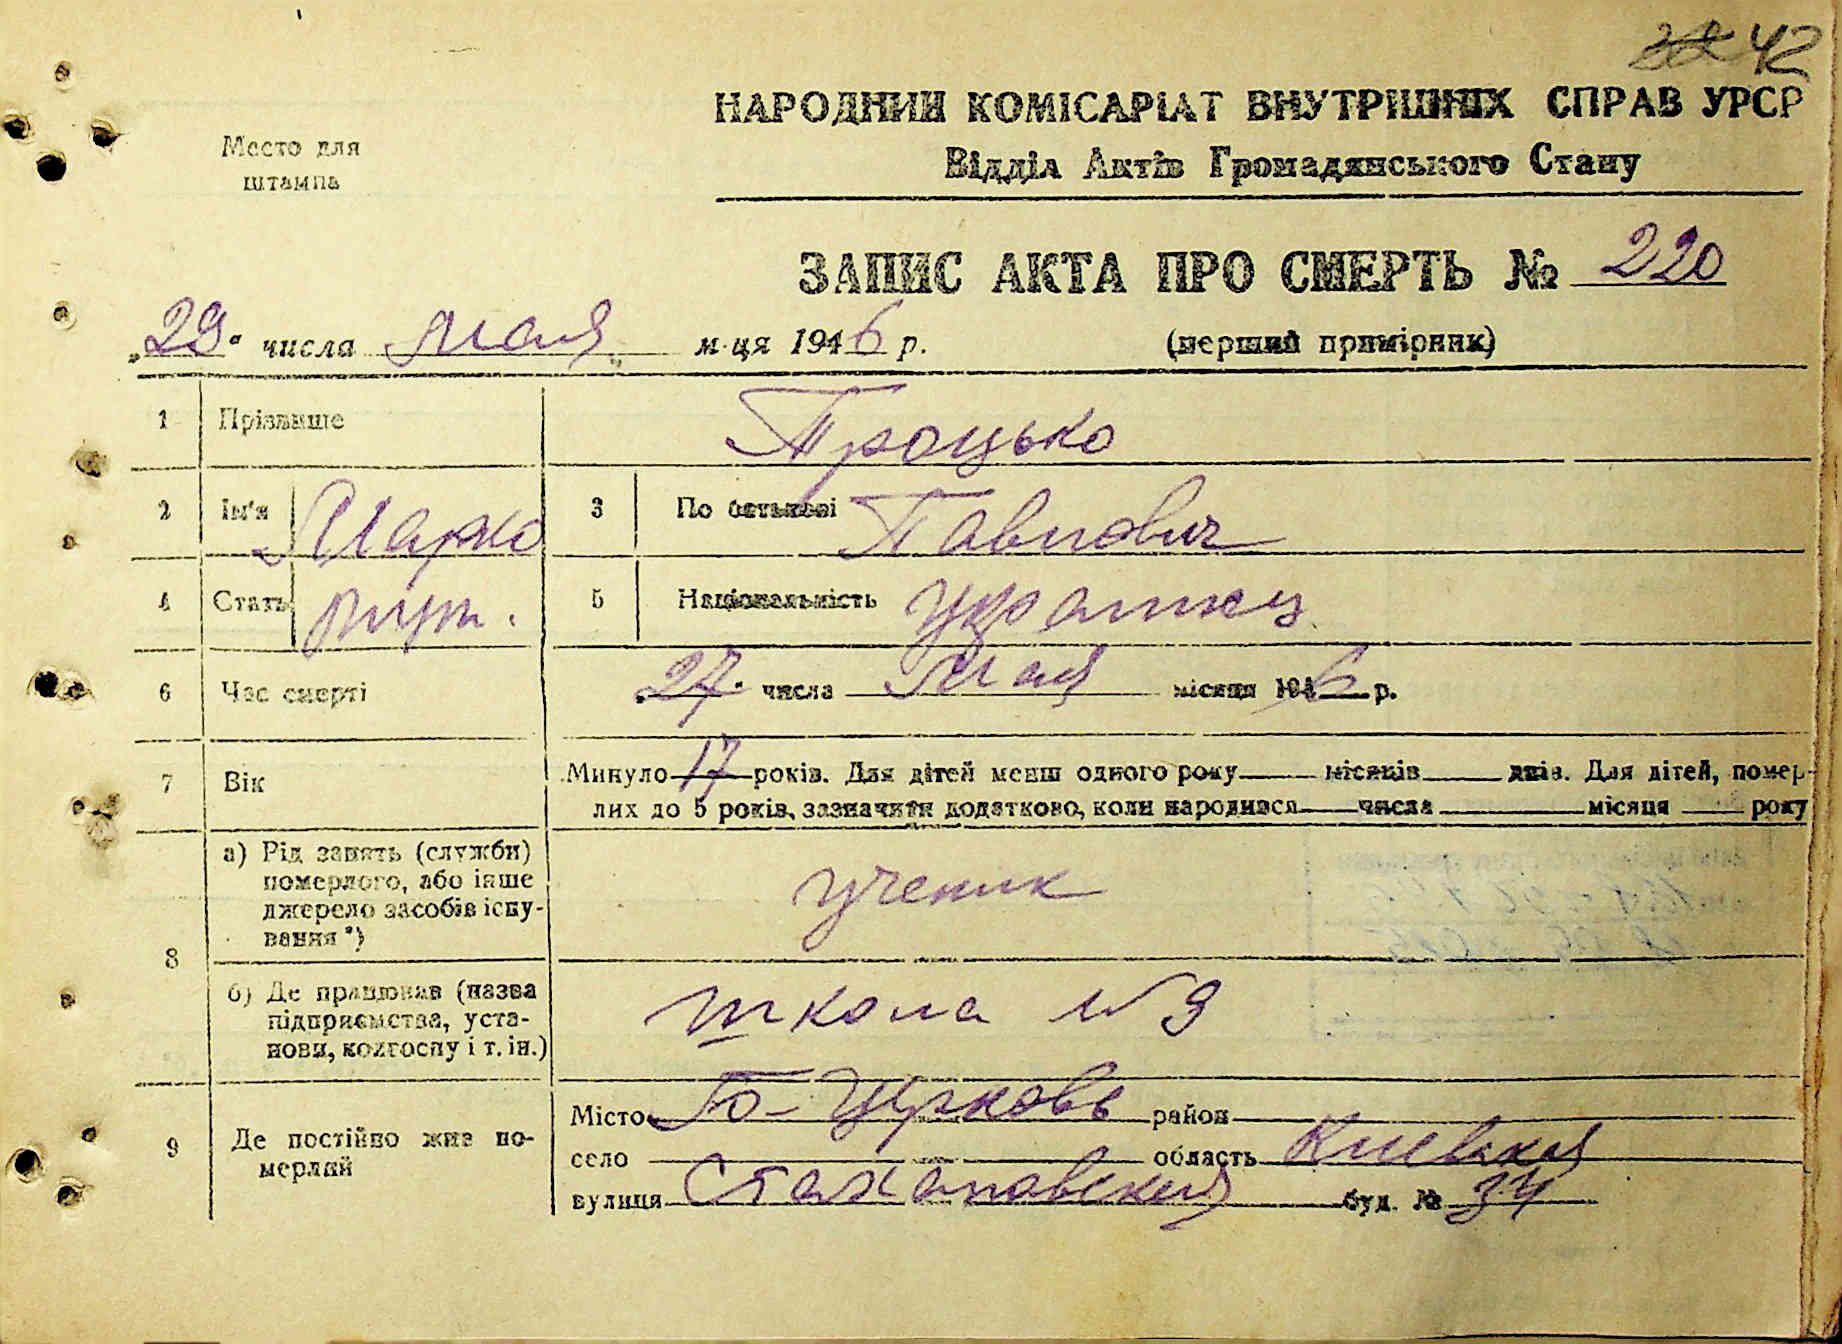 42
НАРОДНИЙ КОМІСАРІАТ ВНУТРІШНІХ СПРАВ УРСР
Место для
штампа
Відділ Актів Громадянського Стану
ЗАПИС АКТА ПРО СМЕРТЬ № 220
„29" числа мая м-ця 1946 р. (перший примірник)
1 Прізвище Троцько
2 Ім'я Марко 3 По батькові Павлович
4 Стать муж. 5 Національність украинец
6 Час смерті „27" числа мая місяця 1946 р.
7 Вік Минуло 17 років. Для дітей менш одного року місяців днів. Для дітей, помер-
лих до 5 років, зазначити додатково, коли народився числа місяця року
8 а) Рід занять (служби)
померлого, або інше
джерело засобів існу-
вання*)
ученик
б) Де працював (назва
підприємства, уста-
нови, колгоспу і т. ін.)
школа № 9
9 Де постійно жив по-
мерлий
Місто Б-Церковь район
село область Киевская
вулиця Стахановская буд. № 34